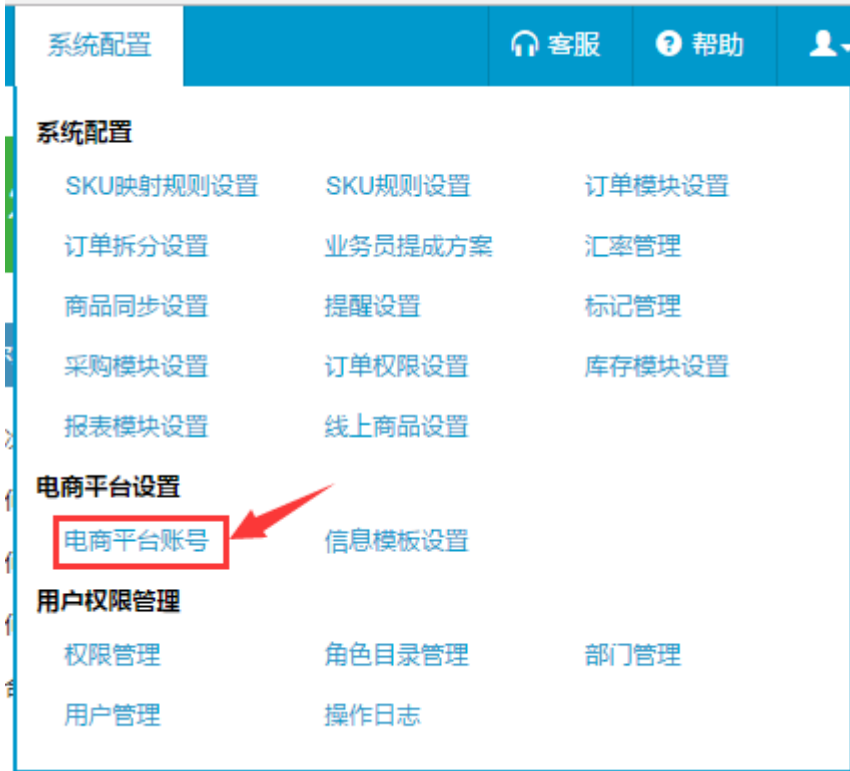 系统配置 客服 帮助
系统配置
SKU映射规则设置 SKU规则设置 订单模块设置
订单拆分设置 业务员提成方案 汇率管理
商品同步设置 提醒设置 标记管理
采购模块设置 订单权限设置 库存模块设置
报表模块设置 线上商品设置
电商平台设置
电商平台账号 信息模板设置
用户权限管理
权限管理 角色目录管理 部门管理
用户管理 操作日志